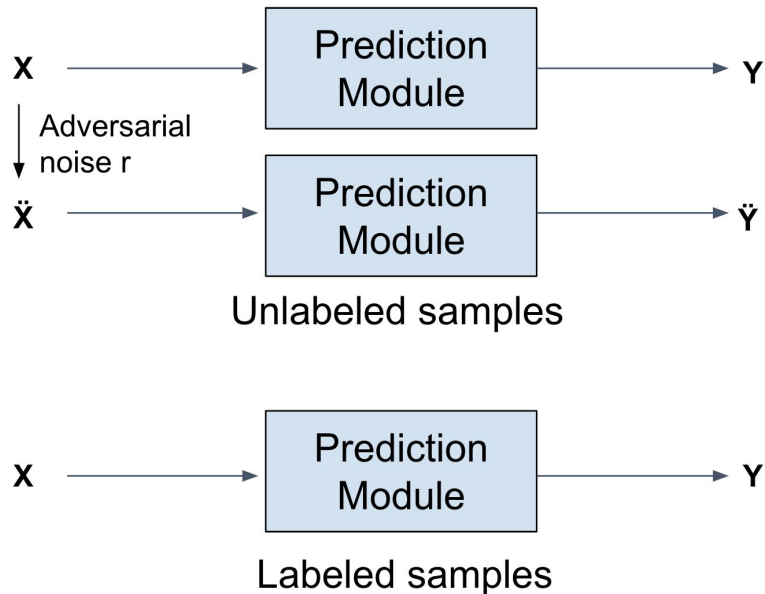 X
Prediction
Module
Y
Adversarial
noise r
Ẍ
Prediction
Module
Ÿ
Unlabeled samples
X
Prediction
Module
Y
Labeled samples